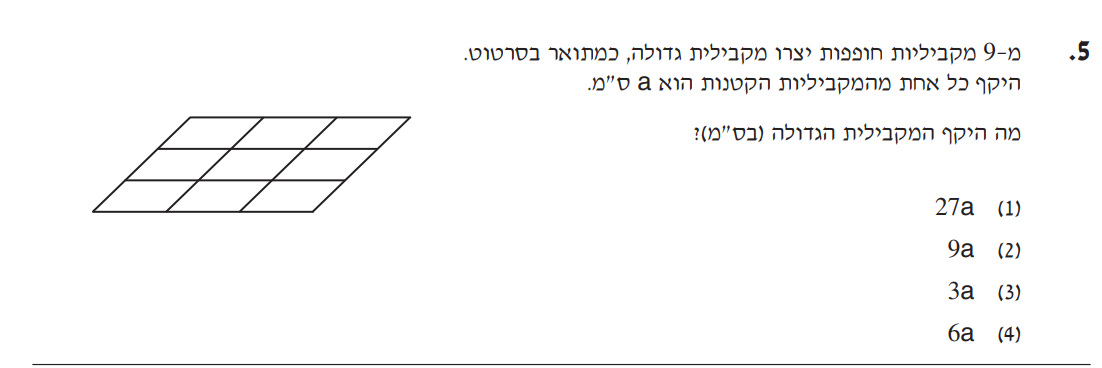 5. מ-9 מקביליות חופפות יצרו מקבילית גדולה, כמתואר בסרטוט.
היקף כל אחת מהמקביליות הקטנות הוא a ס"מ.
מה היקף המקבילית הגדולה (בס"מ)?
(1) 27a
(2) 9a
(3) 3a
(4) 6a